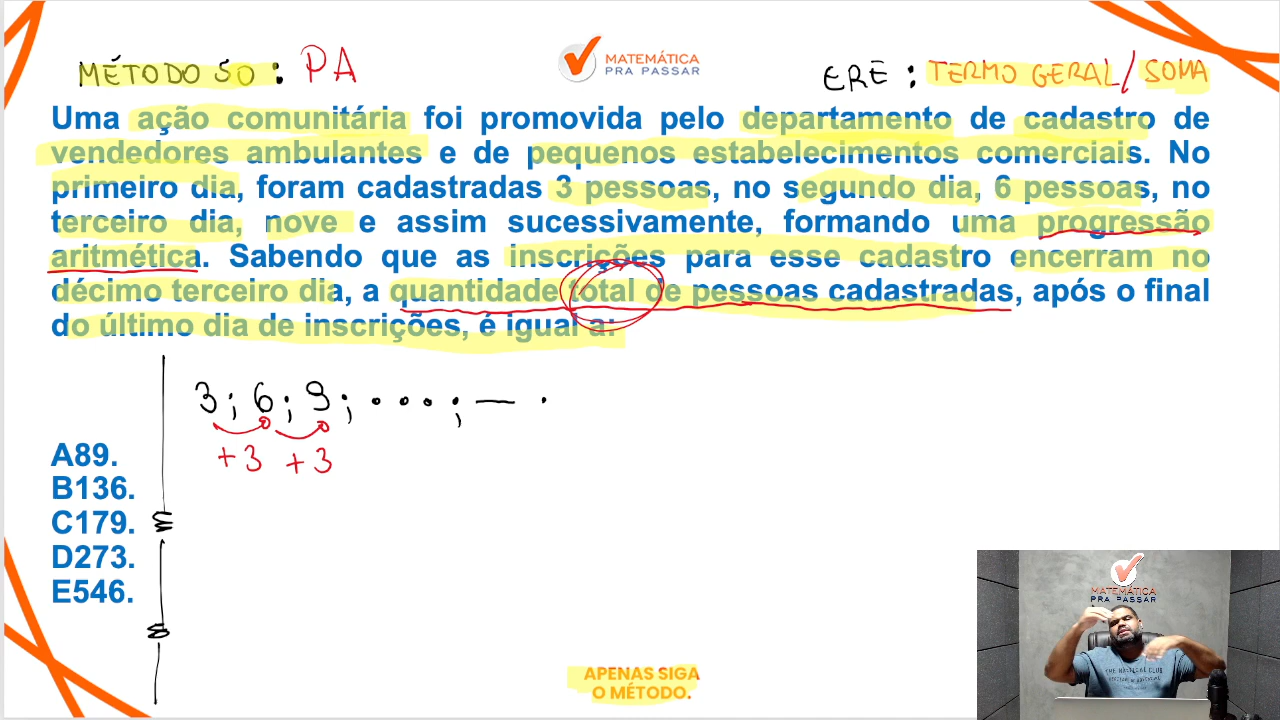 MÉTODO 50 : PA
MATEMÁTICA
PRA PASSAR
ERE : TERMO GERAL / SOMA
Uma ação comunitária foi promovida pelo departamento de cadastro de
vendedores ambulantes e de pequenos estabelecimentos comerciais. No
primeiro dia, foram cadastradas 3 pessoas, no segundo dia, 6 pessoas, no
terceiro dia, nove e assim sucessivamente, formando uma progressão
aritmética. Sabendo que as inscrições para esse cadastro encerram no
décimo terceiro dia, a quantidade total de pessoas cadastradas, após o final
do último dia de inscrições, é igual a:
3 ; 6 ; 9 ; . . . ; — .
+3 +3
A89.
B136.
C179.
D273.
E546.
MATEMÁTICA
PRA PASSAR
APENAS SIGA
O MÉTODO.